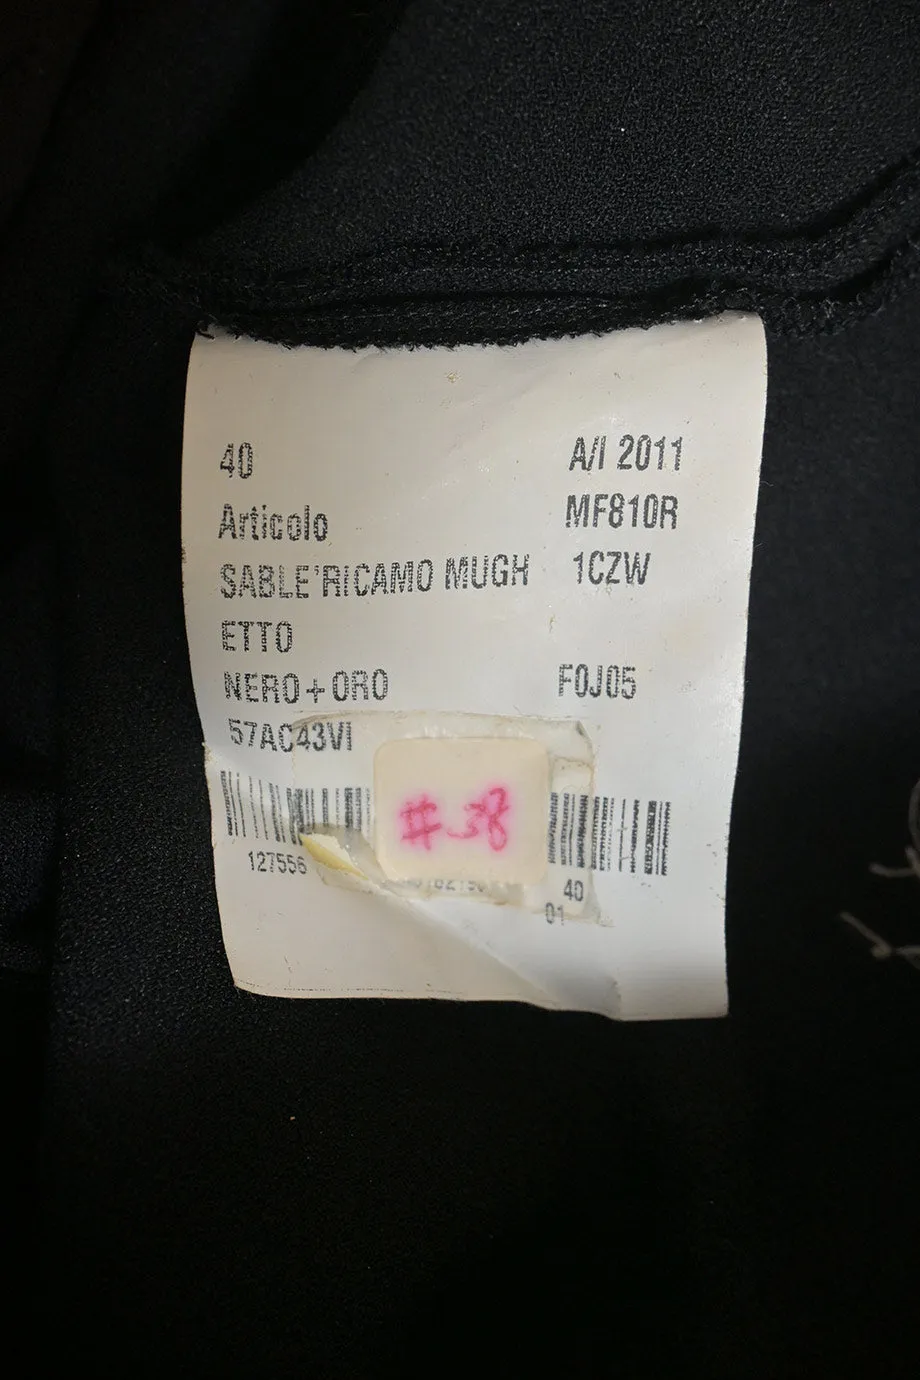 40 A/I 2011
Articolo MF810R
SABLE'RICAMO MUGH 1CZW
ETTO
NERO+ORO F0J05
57AC43VI
#38
127556 40
01